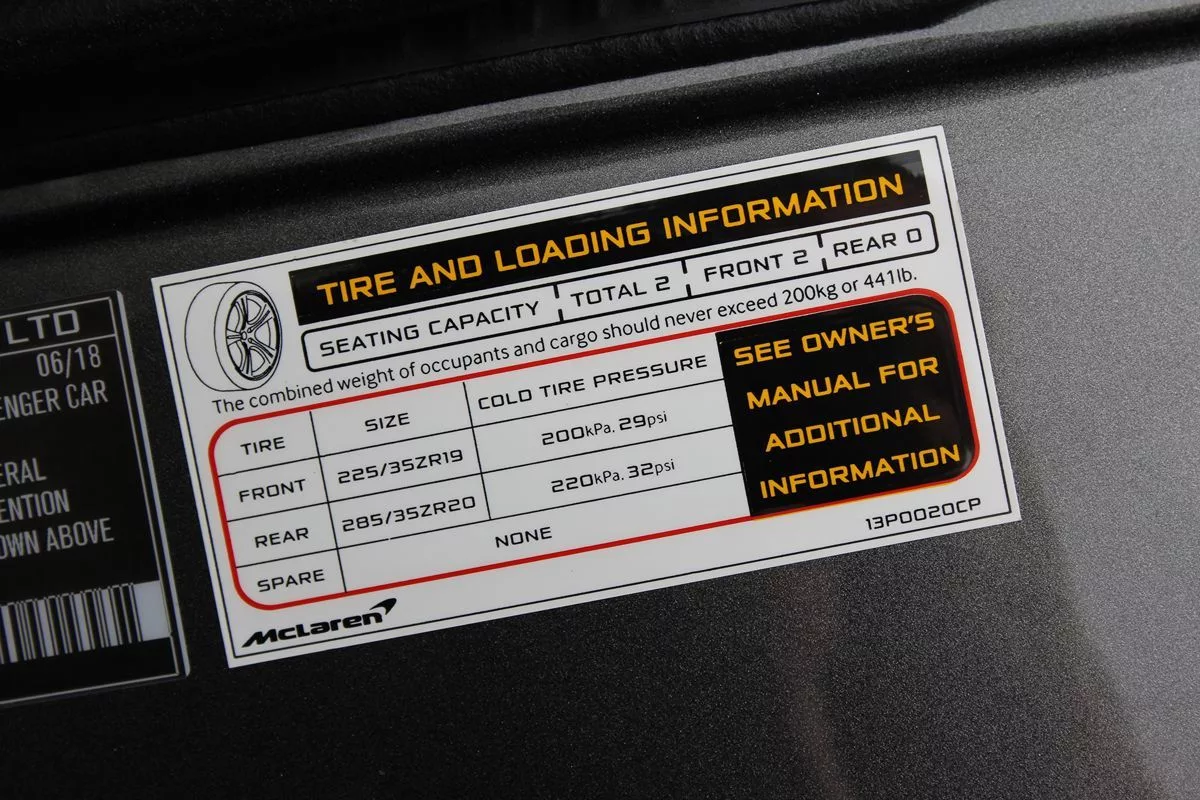 LTD
06/18
ENGER CAR
ERAL
ENTION
OWN ABOVE
TIRE AND LOADING INFORMATION
SEATING CAPACITY TOTAL 2 FRONT 2 REAR 0
The combined weight of occupants and cargo should never exceed 200kg or 441lb.
TIRE SIZE COLD TIRE PRESSURE
FRONT 225/35ZR19 200kPa. 29psi
REAR 285/35ZR20 220kPa. 32psi
SPARE NONE
SEE OWNER'S
MANUAL FOR
ADDITIONAL
INFORMATION
13P0020CP
McLaren